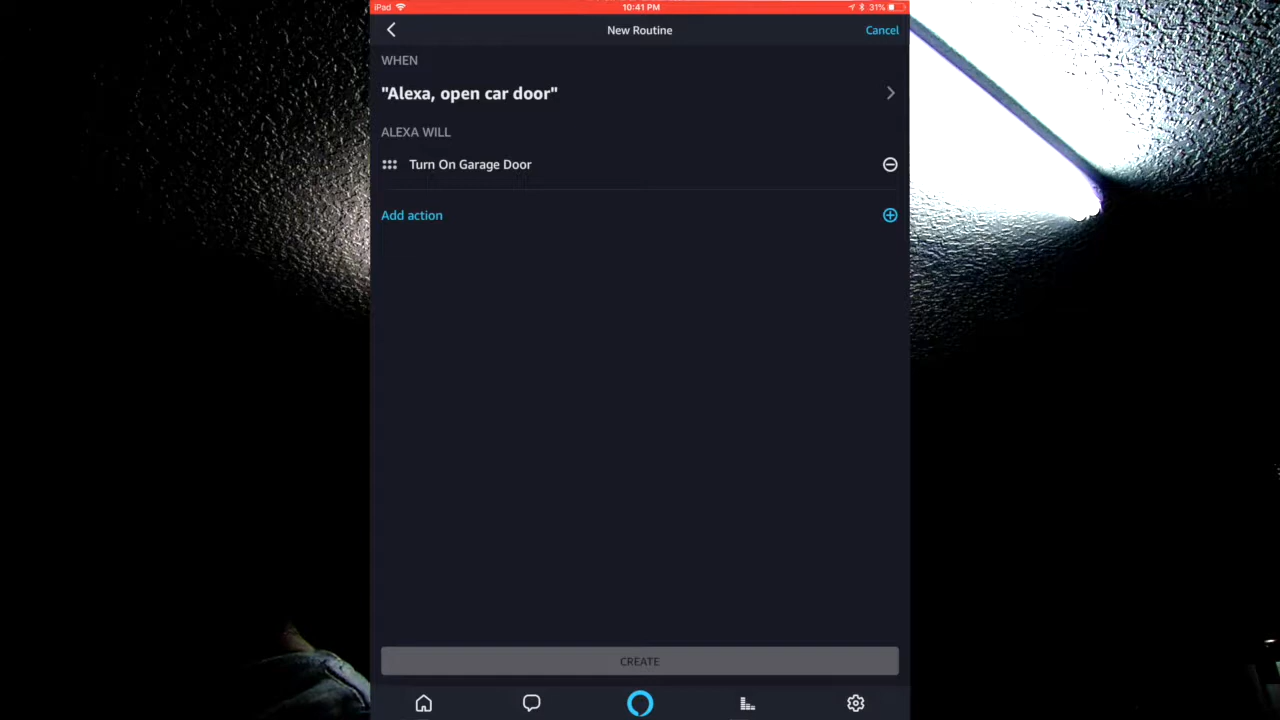 iPad 10:41 PM 31%
New Routine Cancel
WHEN
"Alexa, open car door"
ALEXA WILL
Turn On Garage Door
Add action
CREATE